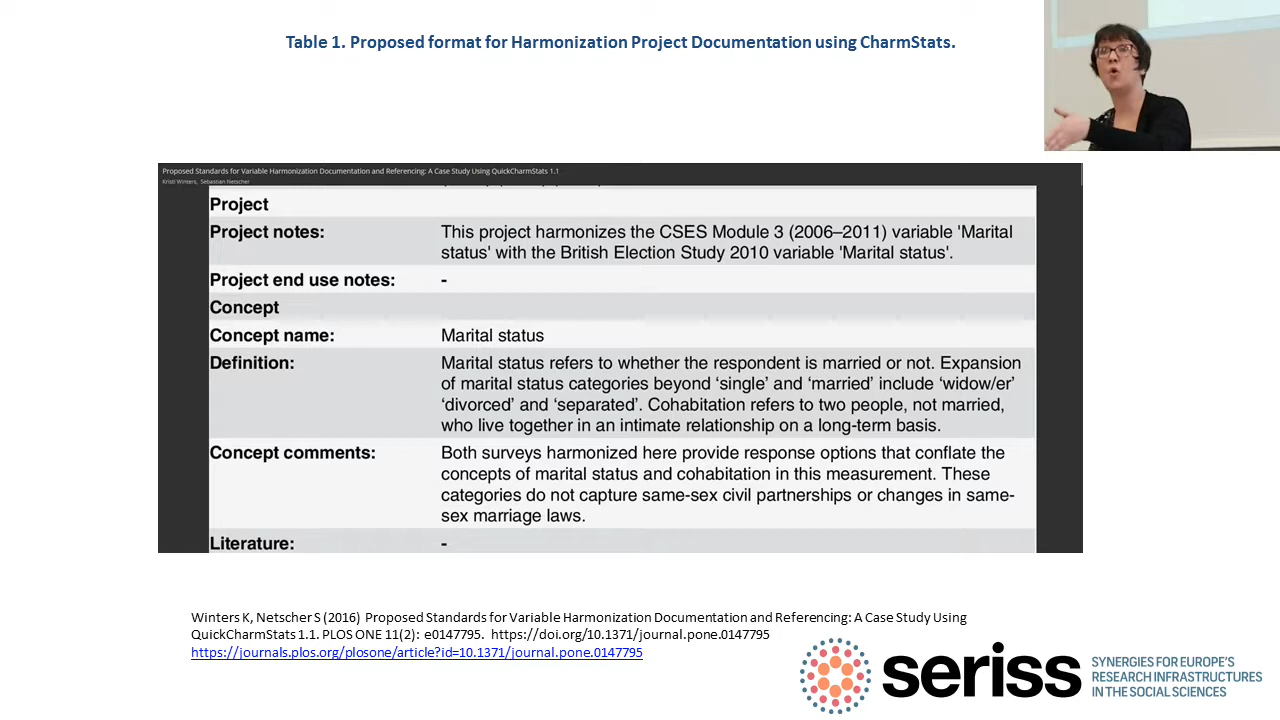 Table 1. Proposed format for Harmonization Project Documentation using CharmStats.
Proposed Standards for Variable Harmonization Documentation and Referencing: A Case Study Using QuickCharmStats 1.1
Kristi Winters, Sebastian Netscher
Project
Project notes: This project harmonizes the CSES Module 3 (2006–2011) variable 'Marital
status' with the British Election Study 2010 variable 'Marital status'.
Project end use notes: -
Concept
Concept name: Marital status
Definition: Marital status refers to whether the respondent is married or not. Expansion
of marital status categories beyond ‘single’ and ‘married’ include ‘widow/er’
‘divorced’ and ‘separated’. Cohabitation refers to two people, not married,
who live together in an intimate relationship on a long-term basis.
Concept comments: Both surveys harmonized here provide response options that conflate the
concepts of marital status and cohabitation in this measurement. These
categories do not capture same-sex civil partnerships or changes in same-
sex marriage laws.
Literature: -
Winters K, Netscher S (2016) Proposed Standards for Variable Harmonization Documentation and Referencing: A Case Study Using
QuickCharmStats 1.1. PLOS ONE 11(2): e0147795. https://doi.org/10.1371/journal.pone.0147795
https://journals.plos.org/plosone/article?id=10.1371/journal.pone.0147795
seriss
SYNERGIES FOR EUROPE'S
RESEARCH INFRASTRUCTURES
IN THE SOCIAL SCIENCES